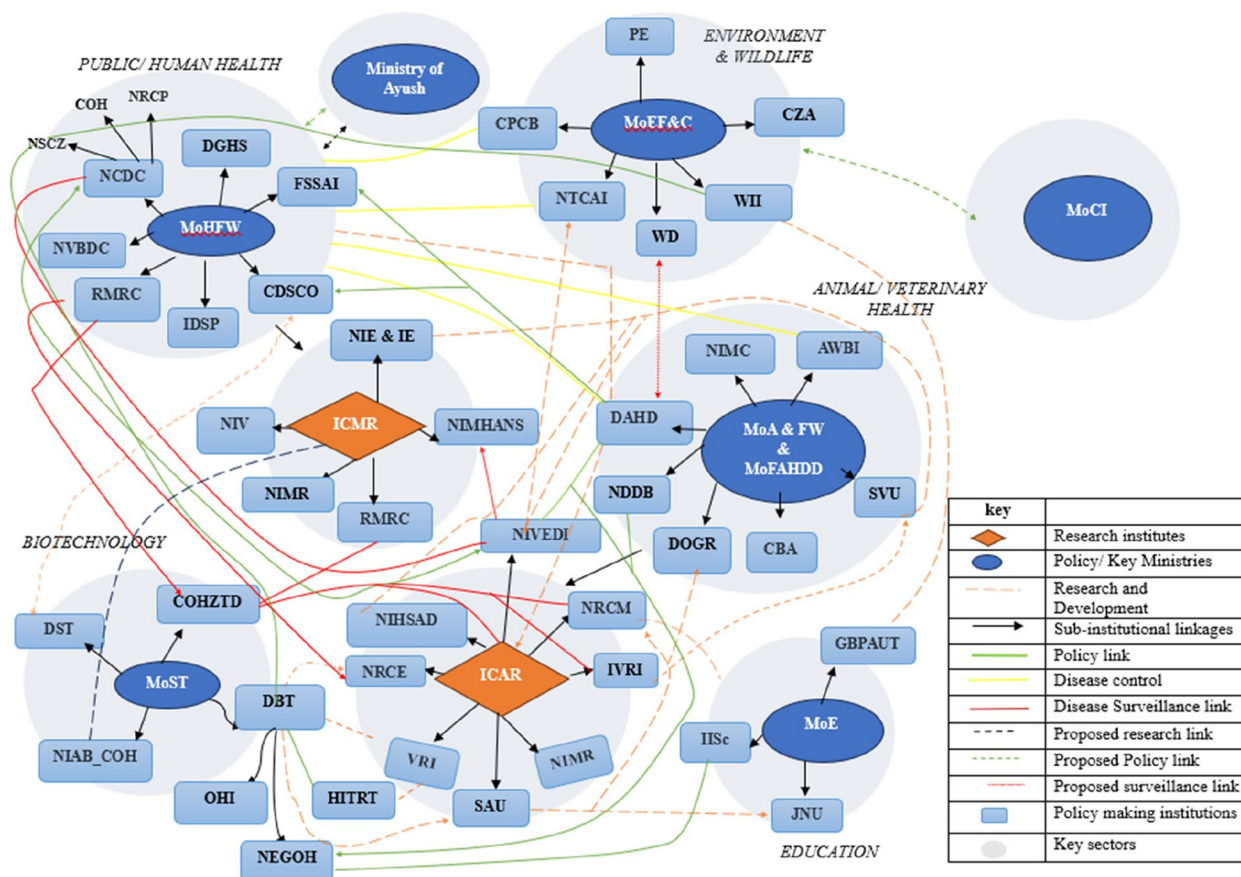 PUBLIC/ HUMAN HEALTH
Ministry of
Ayush
PE
ENVIRONMENT
& WILDLIFE
COH
NRCP
NSCZ
NCDC
DGHS
FSSAI
MoHFW
NVBDC
RMRC
IDSP
CDSCO
CPCB
MoEF&C
CZA
NTCAI
WD
WII
MoCI
ANIMAL/ VETERINARY
HEALTH
NIE & IE
NIV
ICMR
NIMHANS
NIMR
RMRC
NIMC
AWBI
DAHD
MoA & FW
&
MoFAHDD
NDDB
SVU
DOGR
CBA
NIVEDI
BIOTECHNOLOGY
COHZTD
DST
MoST
DBT
NIAB_COH
OHI
HITRT
NEGOH
NIHSAD
NRCM
NRCE
ICAR
IVRI
VRI
NIMR
SAU
GBPAUT
IISc
MoE
JNU
EDUCATION
key
Research institutes
Policy/ Key Ministries
Research and
Development
Sub-institutional linkages
Policy link
Disease control
Disease Surveillance link
Proposed research link
Proposed Policy link
Proposed surveillance link
Policy making institutions
Key sectors